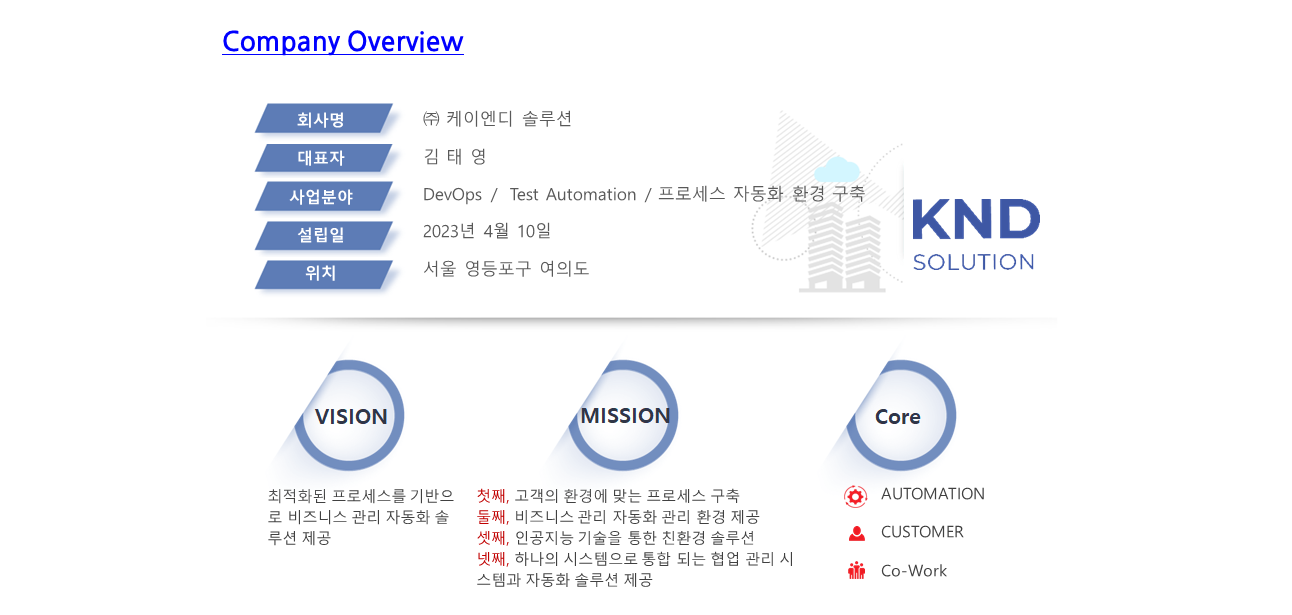 Company Overview
회사명 ㈜ 케이엔디 솔루션
대표자 김 태 영
사업분야 DevOps / Test Automation / 프로세스 자동화 환경 구축
설립일 2023년 4월 10일
위치 서울 영등포구 여의도
KND
SOLUTION
VISION
최적화된 프로세스를 기반으
로 비즈니스 관리 자동화 솔
루션 제공
MISSION
첫째, 고객의 환경에 맞는 프로세스 구축
둘째, 비즈니스 관리 자동화 관리 환경 제공
셋째, 인공지능 기술을 통한 친환경 솔루션
넷째, 하나의 시스템으로 통합 되는 협업 관리 시
스템과 자동화 솔루션 제공
Core
AUTOMATION
CUSTOMER
Co-Work